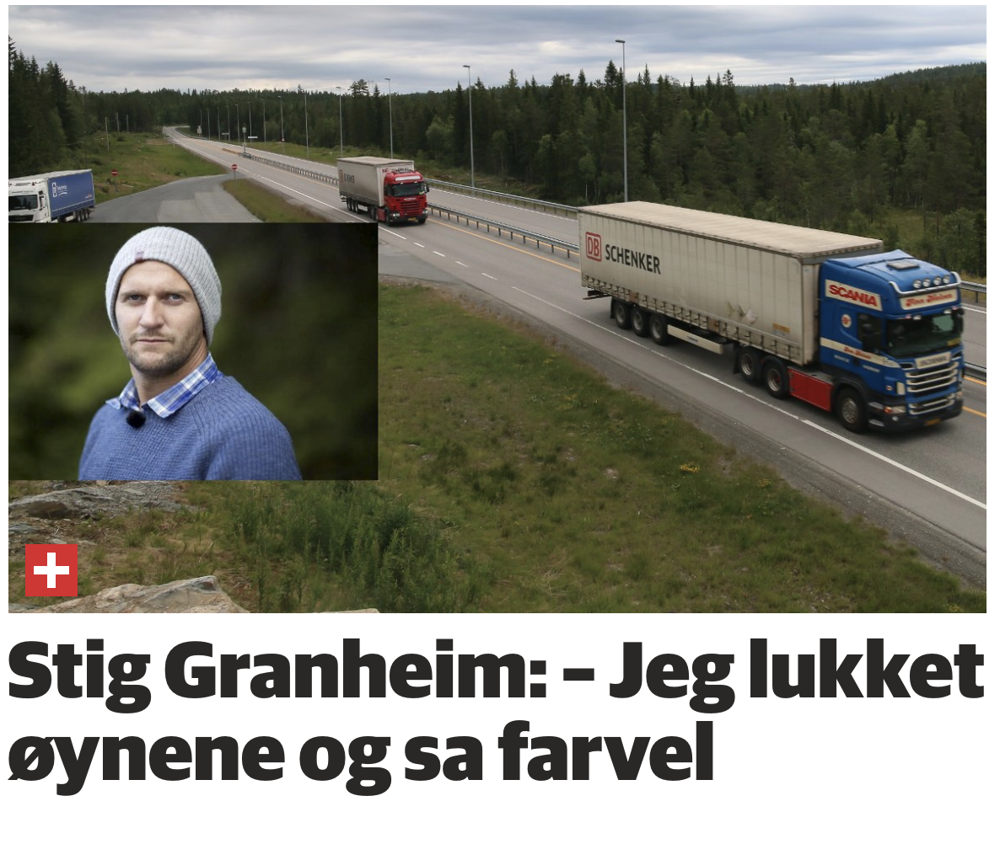 DB SCHENKER
SCANIA
Stig Granheim: – Jeg lukket
øynene og sa farvel